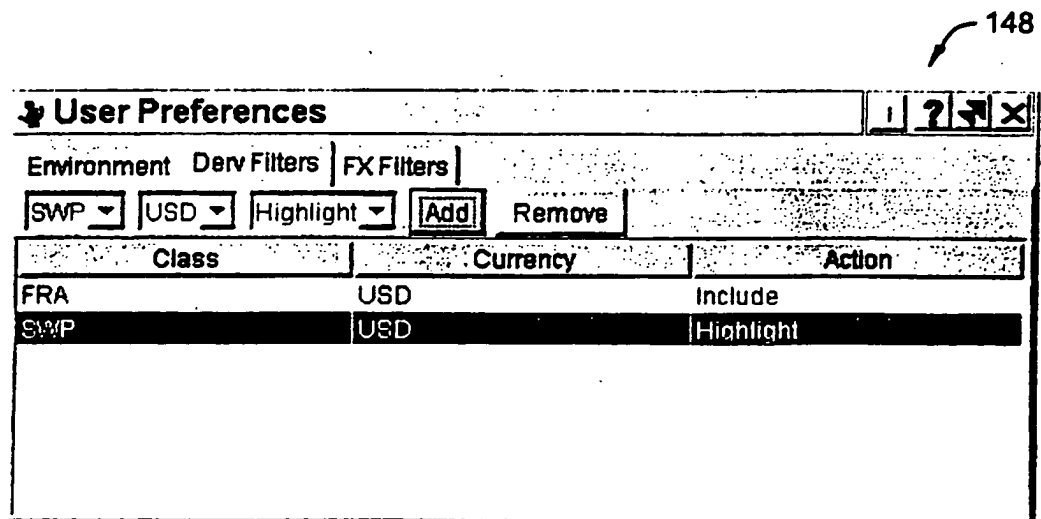 148
User Preferences
Environment Derv Filters FX Filters
SWP USD Highlight Add Remove
Class Currency Action
FRA USD Include
SWP USD Highlight